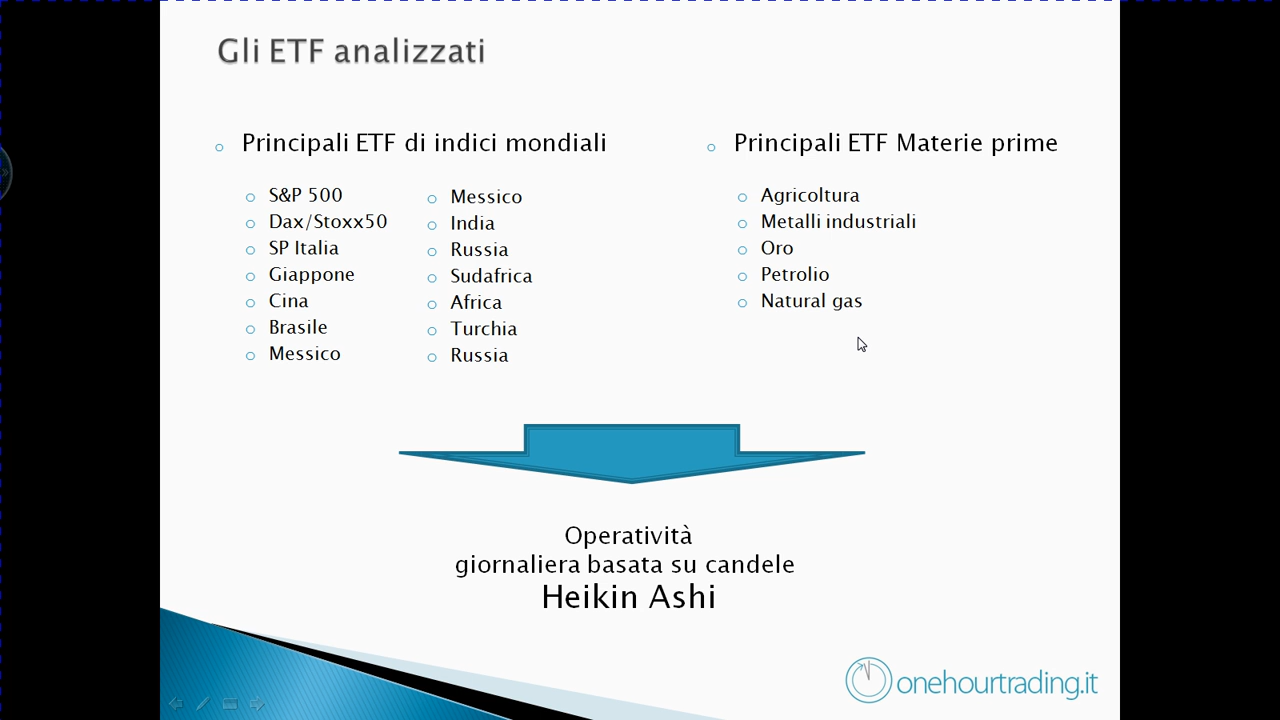 Gli ETF analizzati
Principali ETF di indici mondiali
S&P 500
Dax/Stoxx50
SP Italia
Giappone
Cina
Brasile
Messico
Messico
India
Russia
Sudafrica
Africa
Turchia
Russia
Principali ETF Materie prime
Agricoltura
Metalli industriali
Oro
Petrolio
Natural gas
Operatività
giornaliera basata su candele
Heikin Ashi
onehourtrading.it